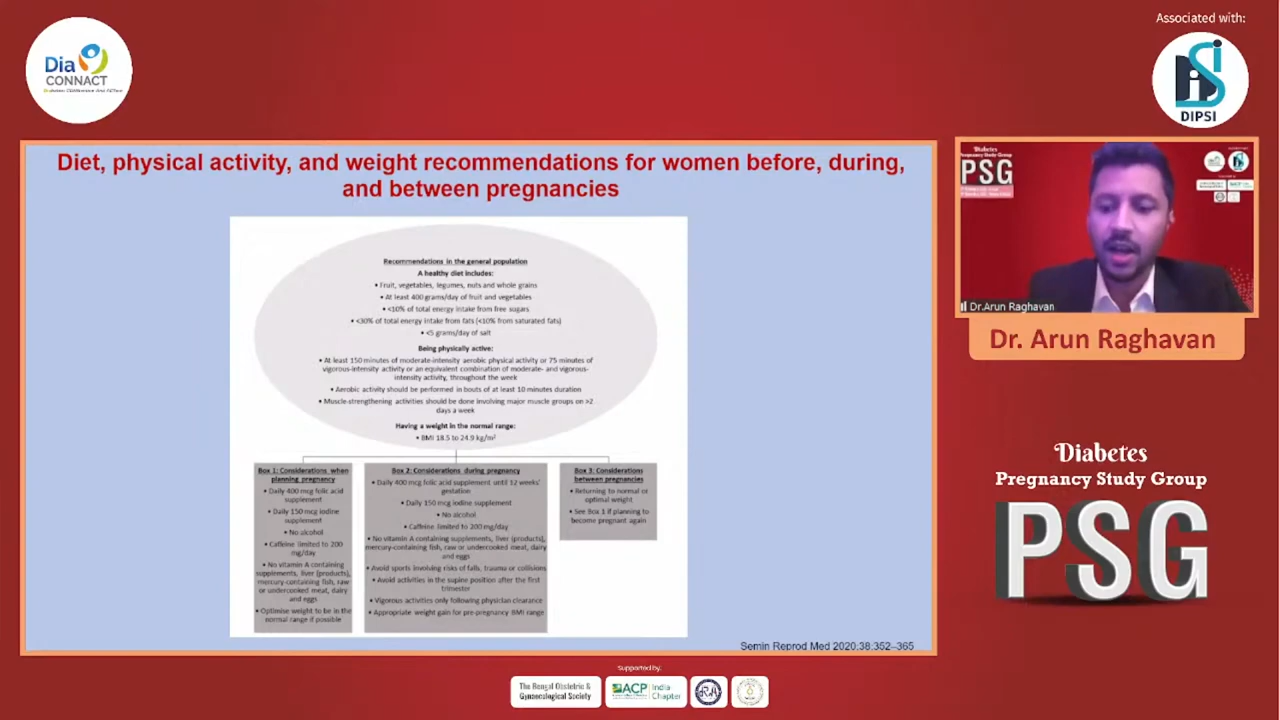 Associated with:
Dia
CONNACT
DIPSI
Diet, physical activity, and weight recommendations for women before, during,
and between pregnancies
Recommendations in the general population
A healthy diet includes:
• Fruit, vegetables, legumes, nuts and whole grains
• At least 400 grams/day of fruit and vegetables
• <10% of total energy intake from free sugars
• <30% of total energy intake from fats (<10% from saturated fats)
• <5 grams/day of salt
Being physically active:
• At least 150 minutes of moderate-intensity aerobic physical activity or 75 minutes of
vigorous-intensity activity or an equivalent combination of moderate- and vigorous-
intensity activity, throughout the week
• Aerobic activity should be performed in bouts of at least 10 minutes duration
• Muscle-strengthening activities should be done involving major muscle groups on >2
days a week
Having a weight in the normal range:
• BMI 18.5 to 24.9 kg/m²
Box 1: Considerations when
planning pregnancy
• Daily 400 mcg folic acid
supplement
• Daily 150 mcg iodine
supplement
• No alcohol
• Caffeine limited to 200
mg/day
• No vitamin A containing
supplements, liver (products),
mercury-containing fish, raw
or undercooked meat, dairy
and eggs
• Optimise weight to be in the
normal range if possible
Box 2: Considerations during pregnancy
• Daily 400 mcg folic acid supplement until 12 weeks'
gestation
• Daily 150 mcg iodine supplement
• No alcohol
• Caffeine limited to 200 mg/day
• No vitamin A containing supplements, liver (products),
mercury-containing fish, raw or undercooked meat, dairy
and eggs
• Avoid sports involving risks of falls, trauma or collisions
• Avoid activities in the supine position after the first
trimester
• Vigorous activities only following physician clearance
• Appropriate weight gain for pre-pregnancy BMI range
Box 3: Considerations
between pregnancies
• Returning to normal or
optimal weight
• See Box 1 if planning to
become pregnant again
Semin Reprod Med 2020;38:352–365
Diabetes
Pregnancy Study Group
PSG
Dr.Arun Raghavan
Dr. Arun Raghavan
Diabetes
Pregnancy Study Group
PSG
Supported by:
The Bengal Obstetric &
Gynaecological Society
ACP
India
Chapter